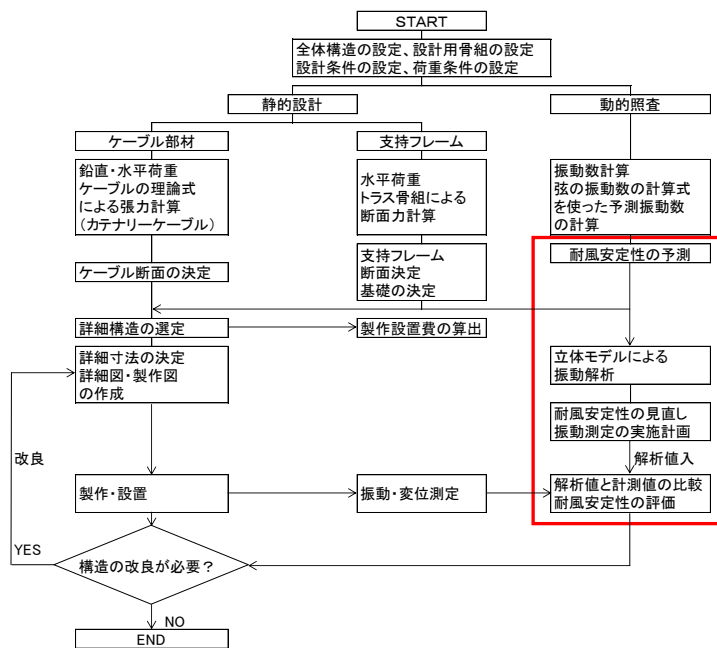 START
全体構造の設定、設計用骨組の設定
設計条件の設定、荷重条件の設定
静的設計
動的照査
ケーブル部材
支持フレーム
鉛直・水平荷重
ケーブルの理論式
による張力計算
(カテナリーケーブル)
水平荷重
トラス骨組による
断面力計算
振動数計算
弦の振動数の計算式
を使った予測振動数
の計算
耐風安定性の予測
ケーブル断面の決定
支持フレーム
断面決定
基礎の決定
詳細構造の選定
製作設置費の算出
詳細寸法の決定
詳細図・製作図
の作成
立体モデルによる
振動解析
耐風安定性の見直し
振動測定の実施計画
改良
解析値入
製作・設置
振動・変位測定
解析値と計測値の比較
耐風安定性の評価
YES
構造の改良が必要?
NO
END